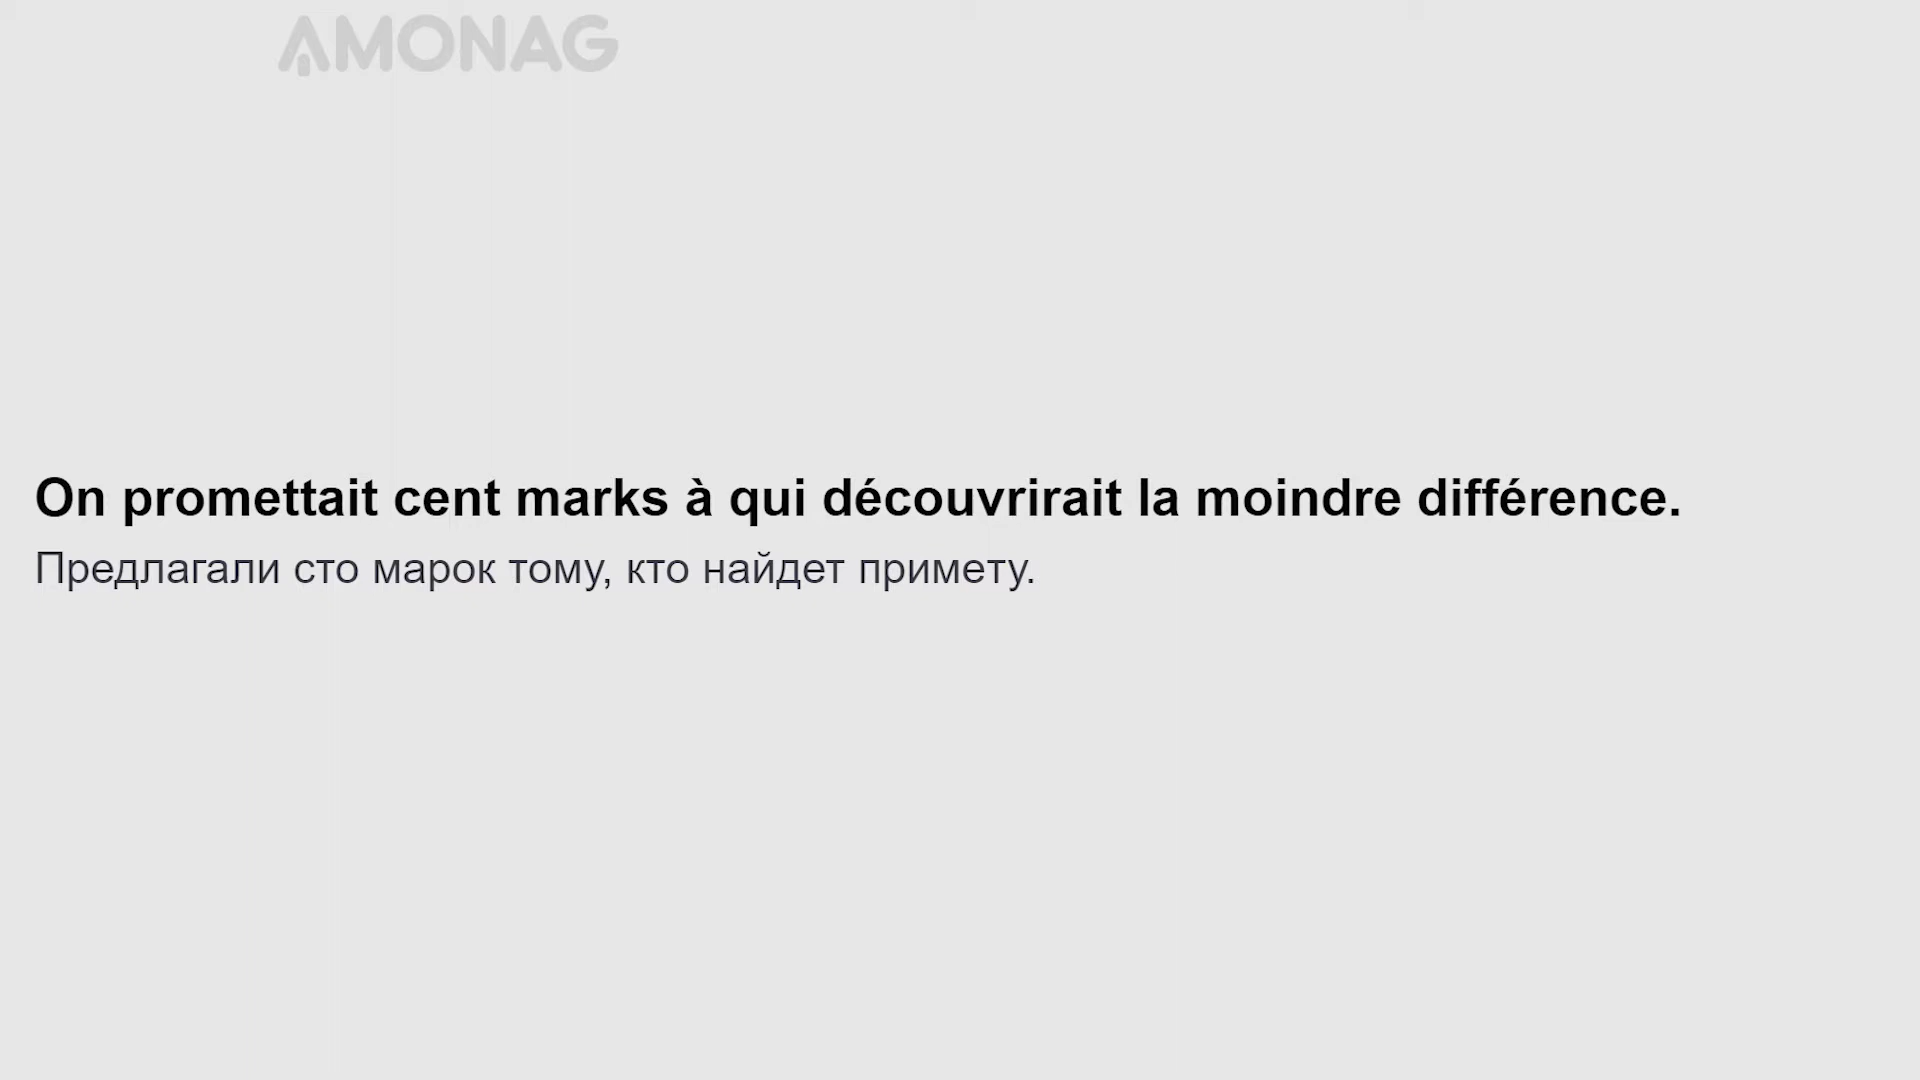 AMONAG
On promettait cent marks à qui découvrirait la moindre différence.
Предлагали сто марок тому, кто найдет примету.